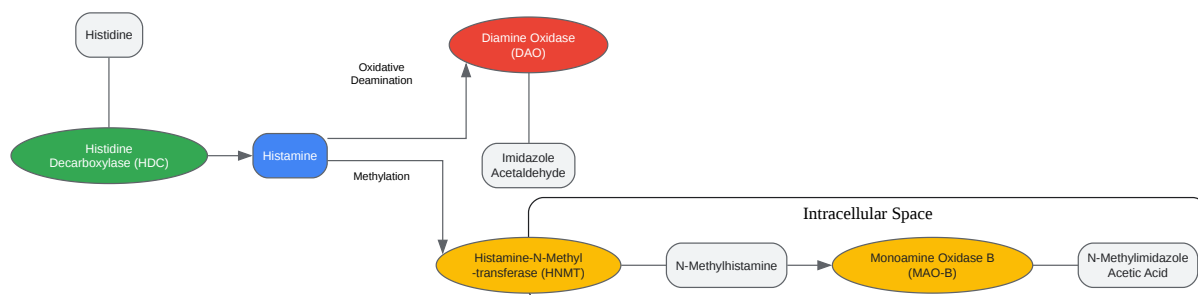 Histidine
Diamine Oxidase
(DAO)
Oxidative
Deamination
Histidine
Decarboxylase (HDC)
Histamine
Imidazole
Acetaldehyde
Methylation
Intracellular Space
Histamine-N-Methyl
-transferase (HNMT)
N-Methylhistamine
Monoamine Oxidase B
(MAO-B)
N-Methylimidazole
Acetic Acid